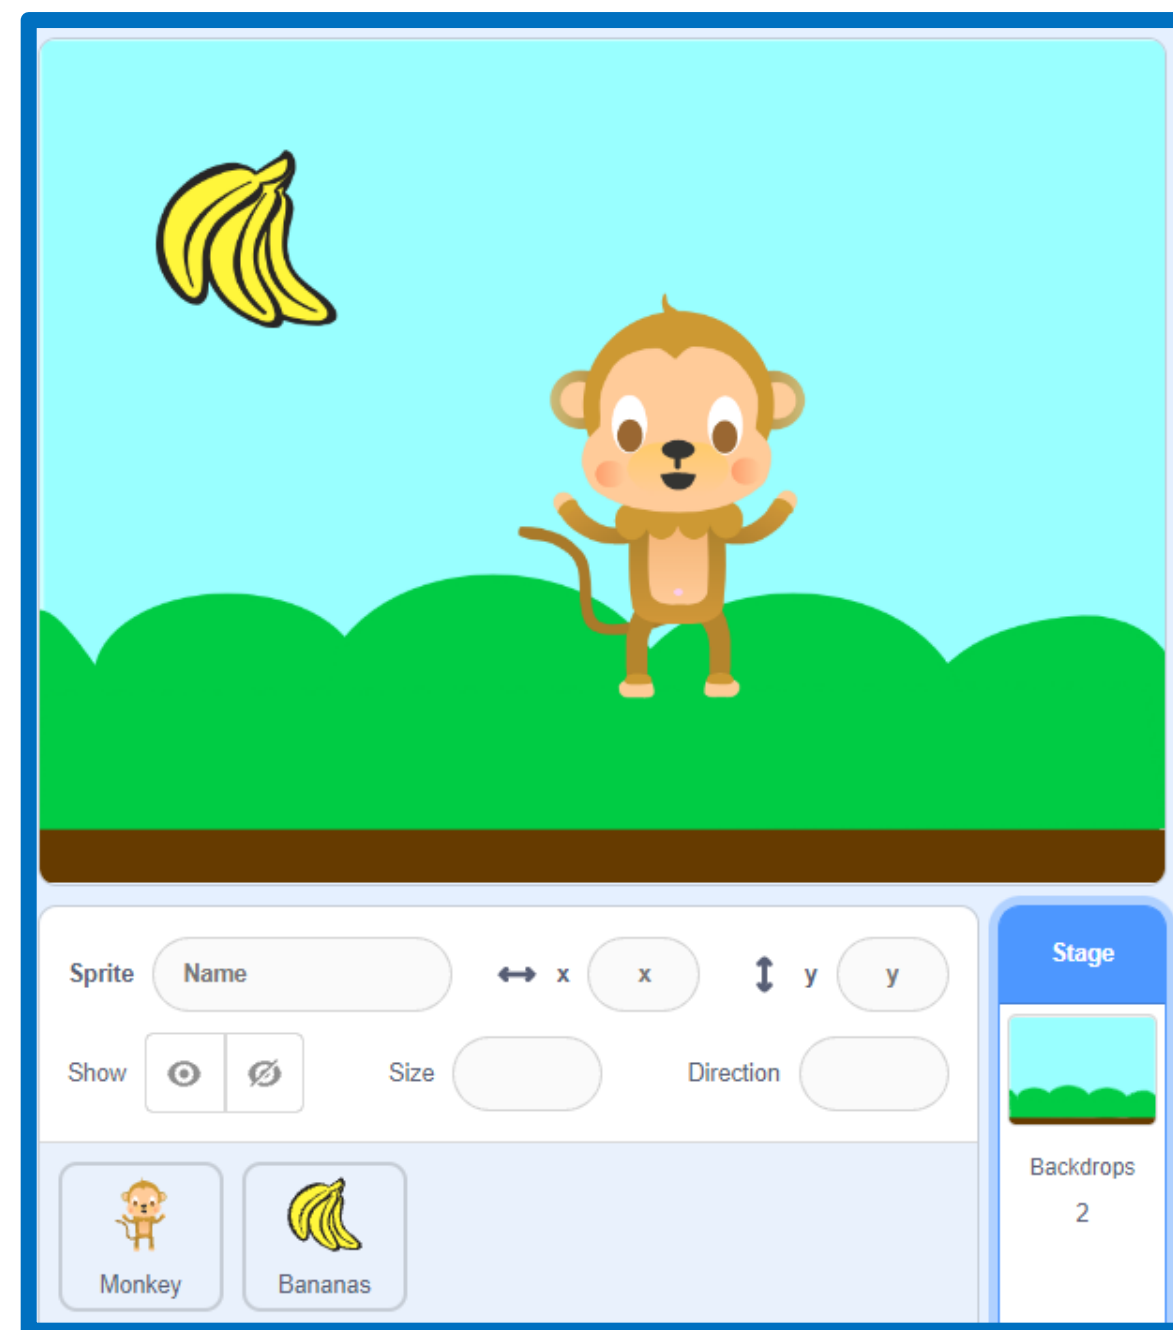 Sprite Name x x y y
Stage
Show Size Direction
Backdrops
2
Monkey Bananas